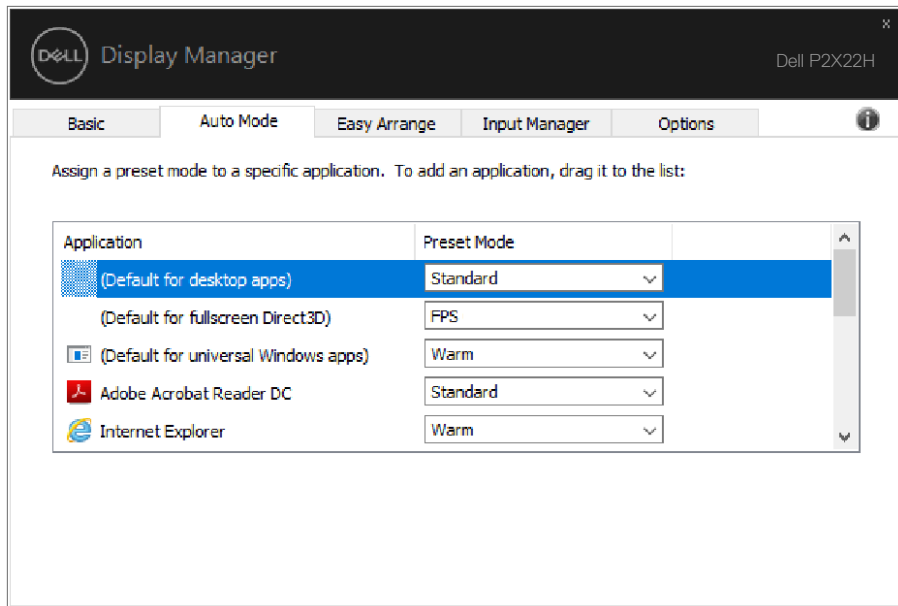 x
DELL Display Manager
Dell P2X22H
Basic Auto Mode Easy Arrange Input Manager Options
Assign a preset mode to a specific application. To add an application, drag it to the list:
Application Preset Mode
(Default for desktop apps) Standard
(Default for fullscreen Direct3D) FPS
(Default for universal Windows apps) Warm
Adobe Acrobat Reader DC Standard
Internet Explorer Warm